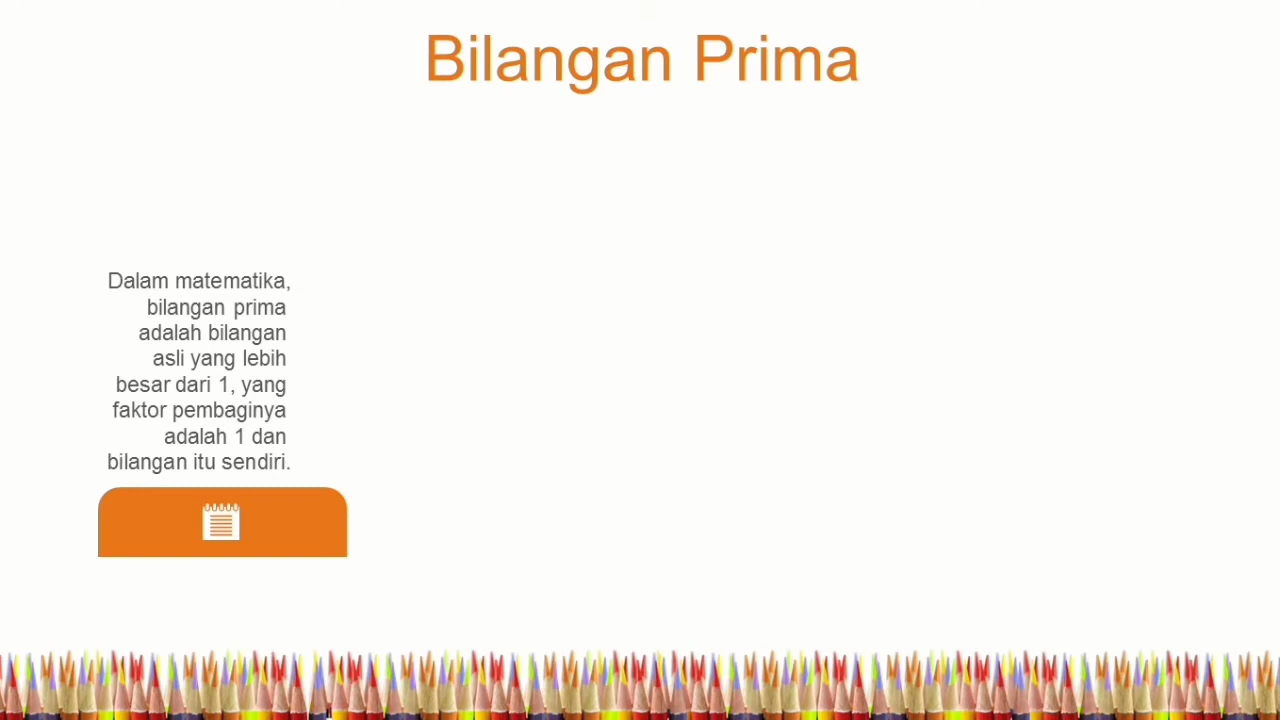 Bilangan Prima
Dalam matematika,
bilangan prima
adalah bilangan
asli yang lebih
besar dari 1, yang
faktor pembaginya
adalah 1 dan
bilangan itu sendiri.